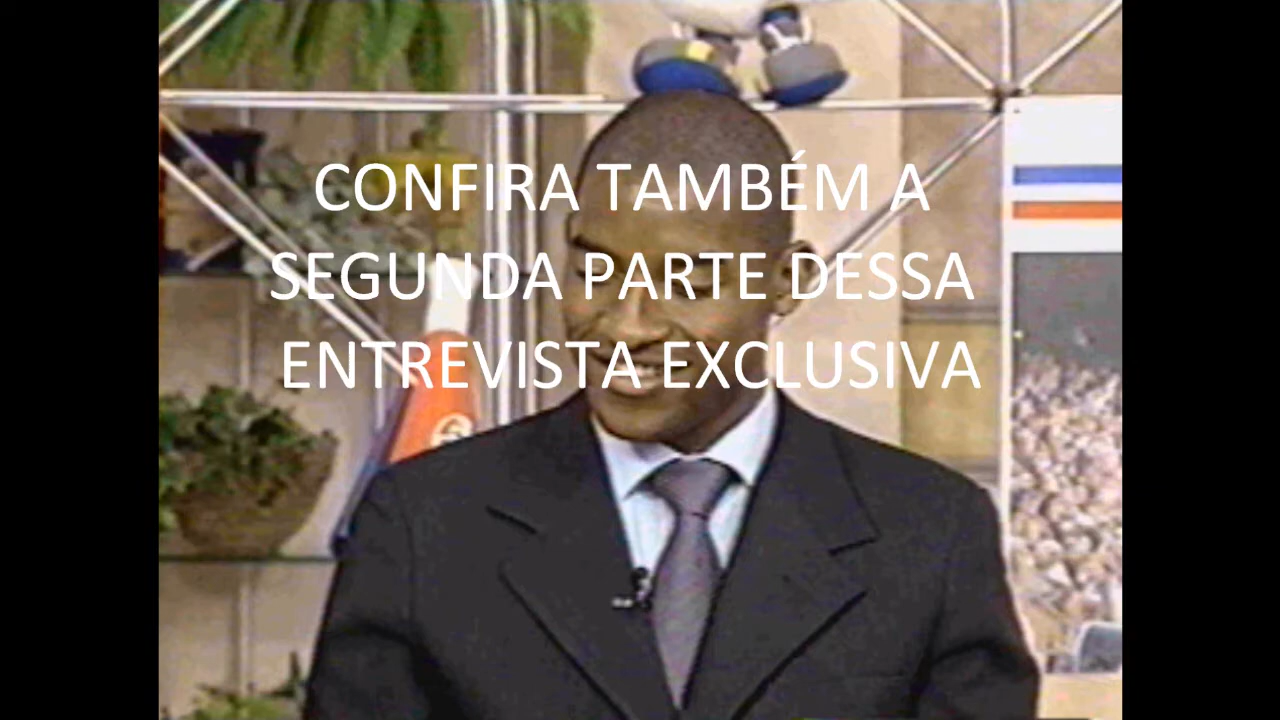 CONFIRA TAMBÉM A
SEGUNDA PARTE DESSA
ENTREVISTA EXCLUSIVA